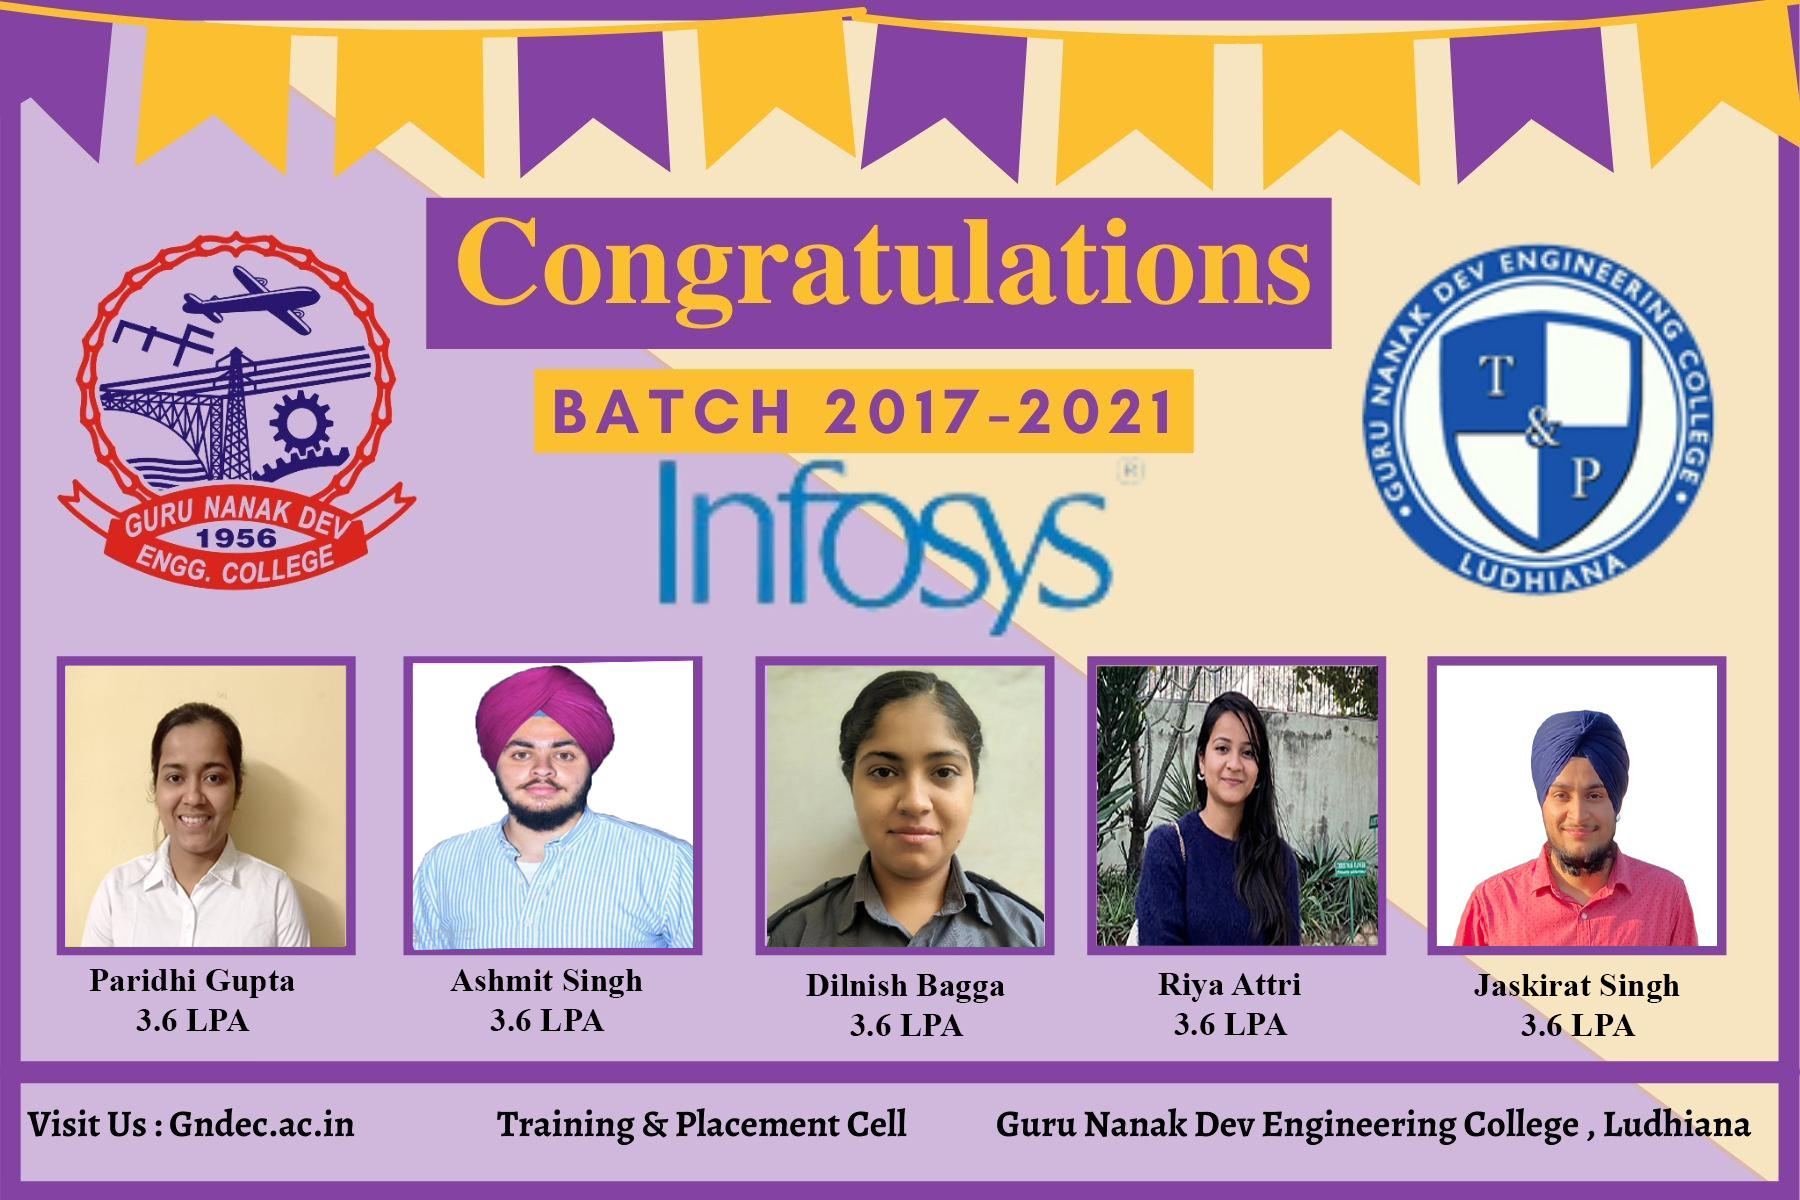 Congratulations
BATCH 2017-2021
Infosys®
GURU NANAK DEV
1956
ENGG. COLLEGE
• GURU NANAK DEV ENGINEERING COLLEGE •
T
&
P
LUDHIANA
Paridhi Gupta
3.6 LPA
Ashmit Singh
3.6 LPA
Dilnish Bagga
3.6 LPA
Riya Attri
3.6 LPA
Jaskirat Singh
3.6 LPA
Visit Us : Gndec.ac.in
Training & Placement Cell
Guru Nanak Dev Engineering College , Ludhiana